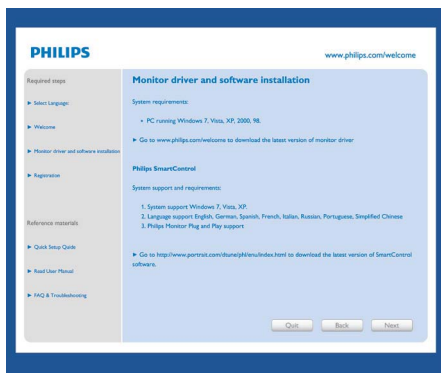 PHILIPS
www.philips.com/welcome
Required steps
► Select Language:
► Welcome
► Monitor driver and software installation
► Registration
Reference materials
► Quick Setup Guide
► Read User Manual
► FAQ & Troubleshooting
Monitor driver and software installation
System requirements:
• PC running Windows 7, Vista, XP, 2000, 98.
► Go to www.philips.com/welcome to download the latest version of monitor driver
Philips SmartControl
System support and requirements:
1. System support Windows 7, Vista, XP.
2. Language support English, German, Spanish, French, Italian, Russian, Portuguese, Simplified Chinese
3. Philips Monitor Plug and Play support
► Go to http://www.portrait.com/dtune/phl/enu/index.html to download the latest version of SmartControl
software.
Quit
Back
Next